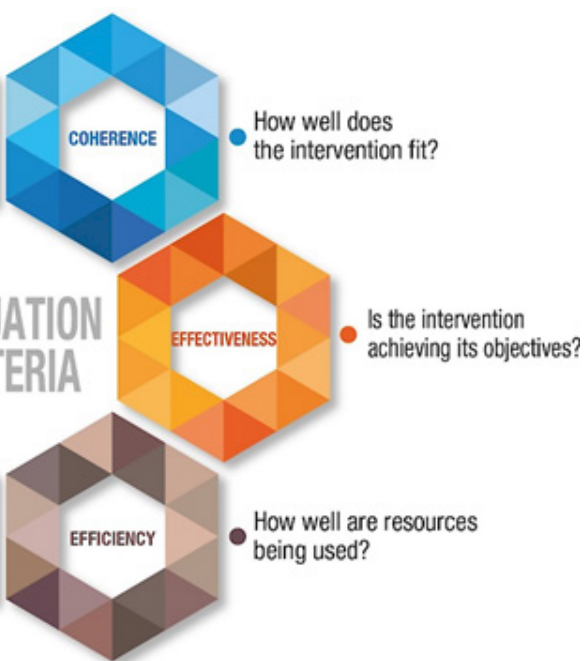 COHERENCE
How well does
the intervention fit?
UATION
TERIA
EFFECTIVENESS
Is the intervention
achieving its objectives?
EFFICIENCY
How well are resources
being used?